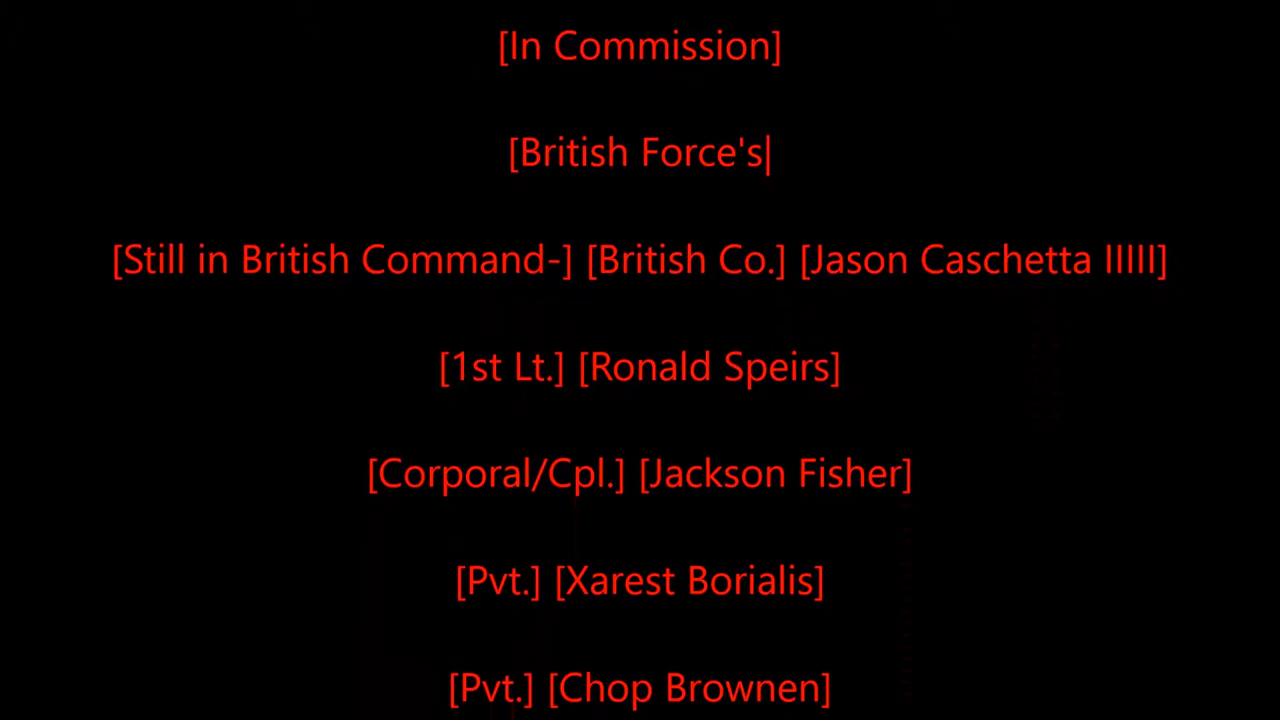 [In Commission]
[British Force's|
[Still in British Command-] [British Co.] [Jason Caschetta IIIII]
[1st Lt.] [Ronald Speirs]
[Corporal/Cpl.] [Jackson Fisher]
[Pvt.] [Xarest Borialis]
[Pvt.] [Chop Brownen]